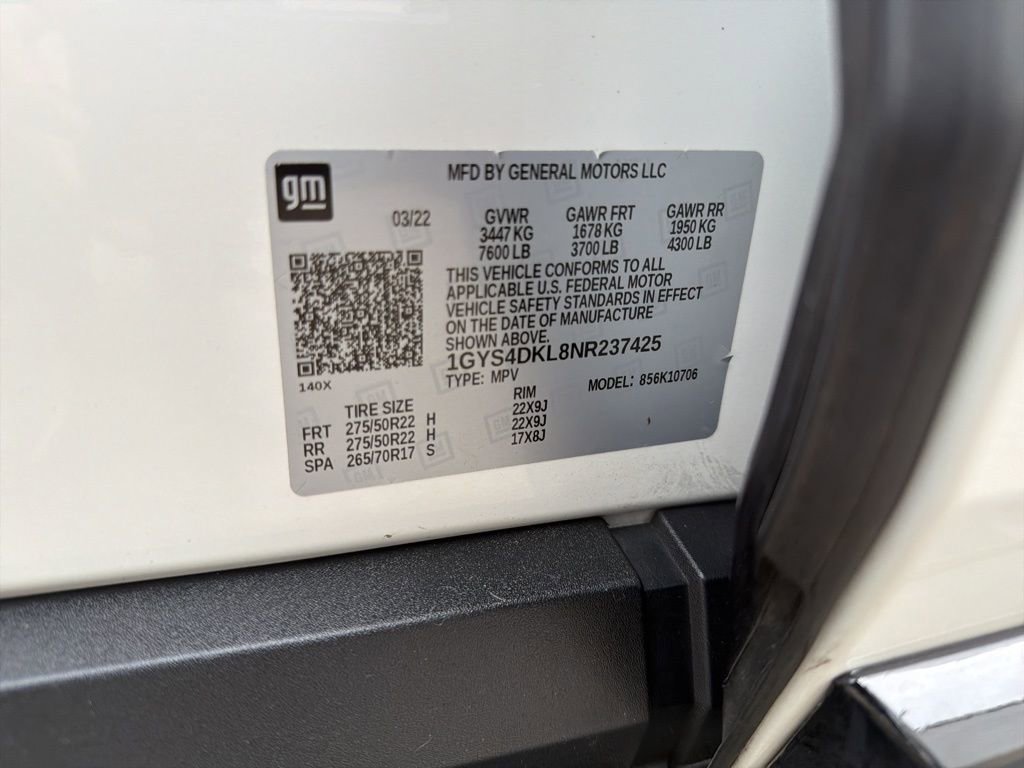 gm
MFD BY GENERAL MOTORS LLC
03/22 GVWR GAWR FRT GAWR RR
3447 KG 1678 KG 1950 KG
7600 LB 3700 LB 4300 LB
THIS VEHICLE CONFORMS TO ALL
APPLICABLE U.S. FEDERAL MOTOR
VEHICLE SAFETY STANDARDS IN EFFECT
ON THE DATE OF MANUFACTURE
SHOWN ABOVE.
1GYS4DKL8NR237425
140X
TYPE: MPV MODEL: 856K10706
TIRE SIZE RIM
FRT 275/50R22 H 22X9J
RR 275/50R22 H 22X9J
SPA 265/70R17 S 17X8J